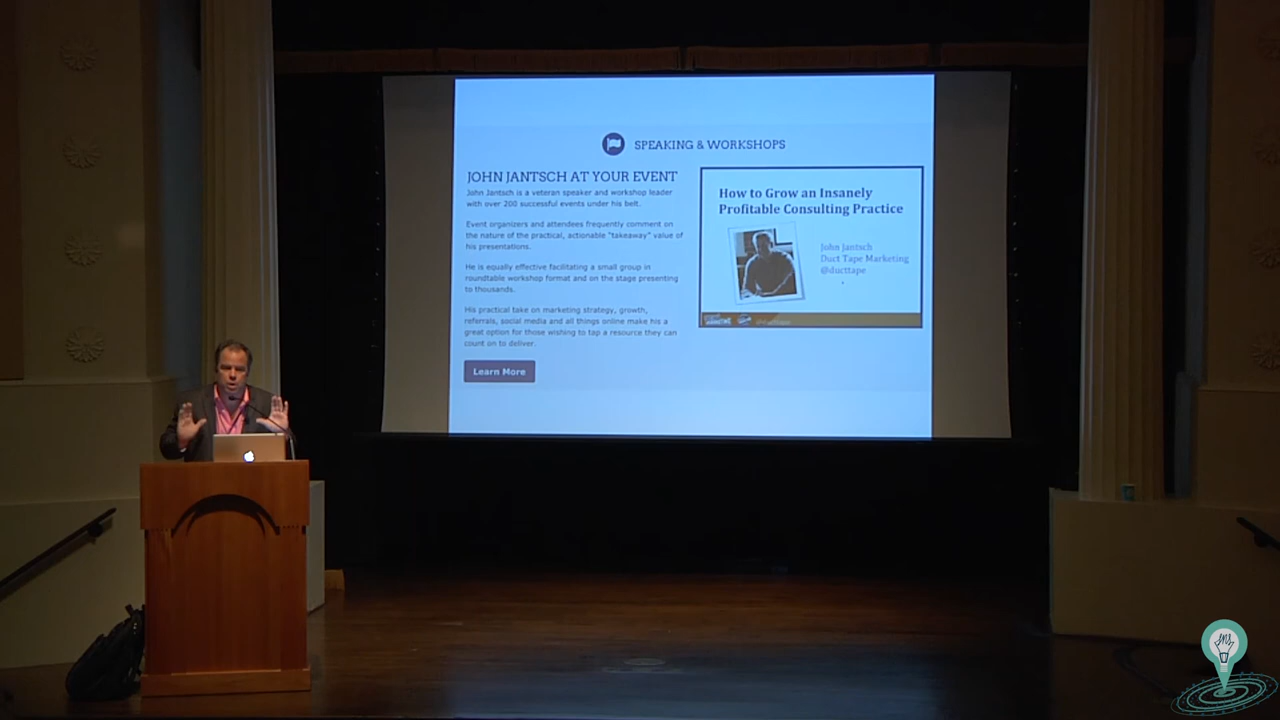 SPEAKING & WORKSHOPS
JOHN JANTSCH AT YOUR EVENT
John Jantsch is a veteran speaker and workshop leader
with over 200 successful events under his belt.
Event organizers and attendees frequently comment on
the nature of the practical, actionable "takeaway" value of
his presentations.
He is equally effective facilitating a small group in
roundtable workshop format and on the stage presenting
to thousands.
His practical take on marketing strategy, growth,
referrals, social media and all things online make his a
great option for those wishing to tap a resource they can
count on to deliver.
Learn More
How to Grow an Insanely
Profitable Consulting Practice
John Jantsch
Duct Tape Marketing
@ducttape